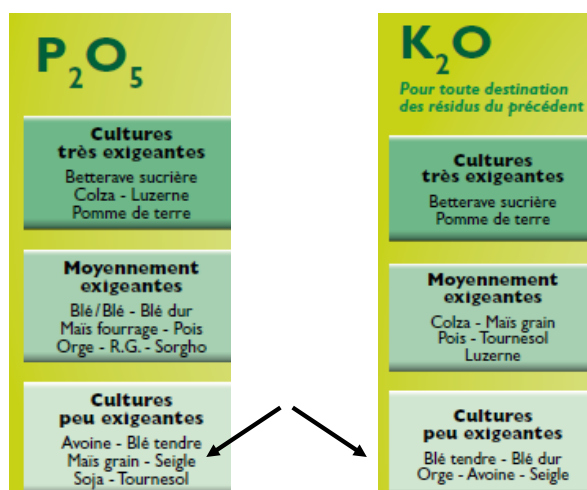 P2O5
Cultures
très exigeantes
Betterave sucrière
Colza - Luzerne
Pomme de terre
Moyennement
exigeantes
Blé/Blé - Blé dur
Maïs fourrage - Pois
Orge - R.G. - Sorgho
Cultures
peu exigeantes
Avoine - Blé tendre
Maïs grain - Seigle
Soja - Tournesol
K2O
Pour toute destination
des résidus du précédent
Cultures
très exigeantes
Betterave sucrière
Pomme de terre
Moyennement
exigeantes
Colza - Maïs grain
Pois - Tournesol
Luzerne
Cultures
peu exigeantes
Blé tendre - Blé dur
Orge - Avoine - Seigle